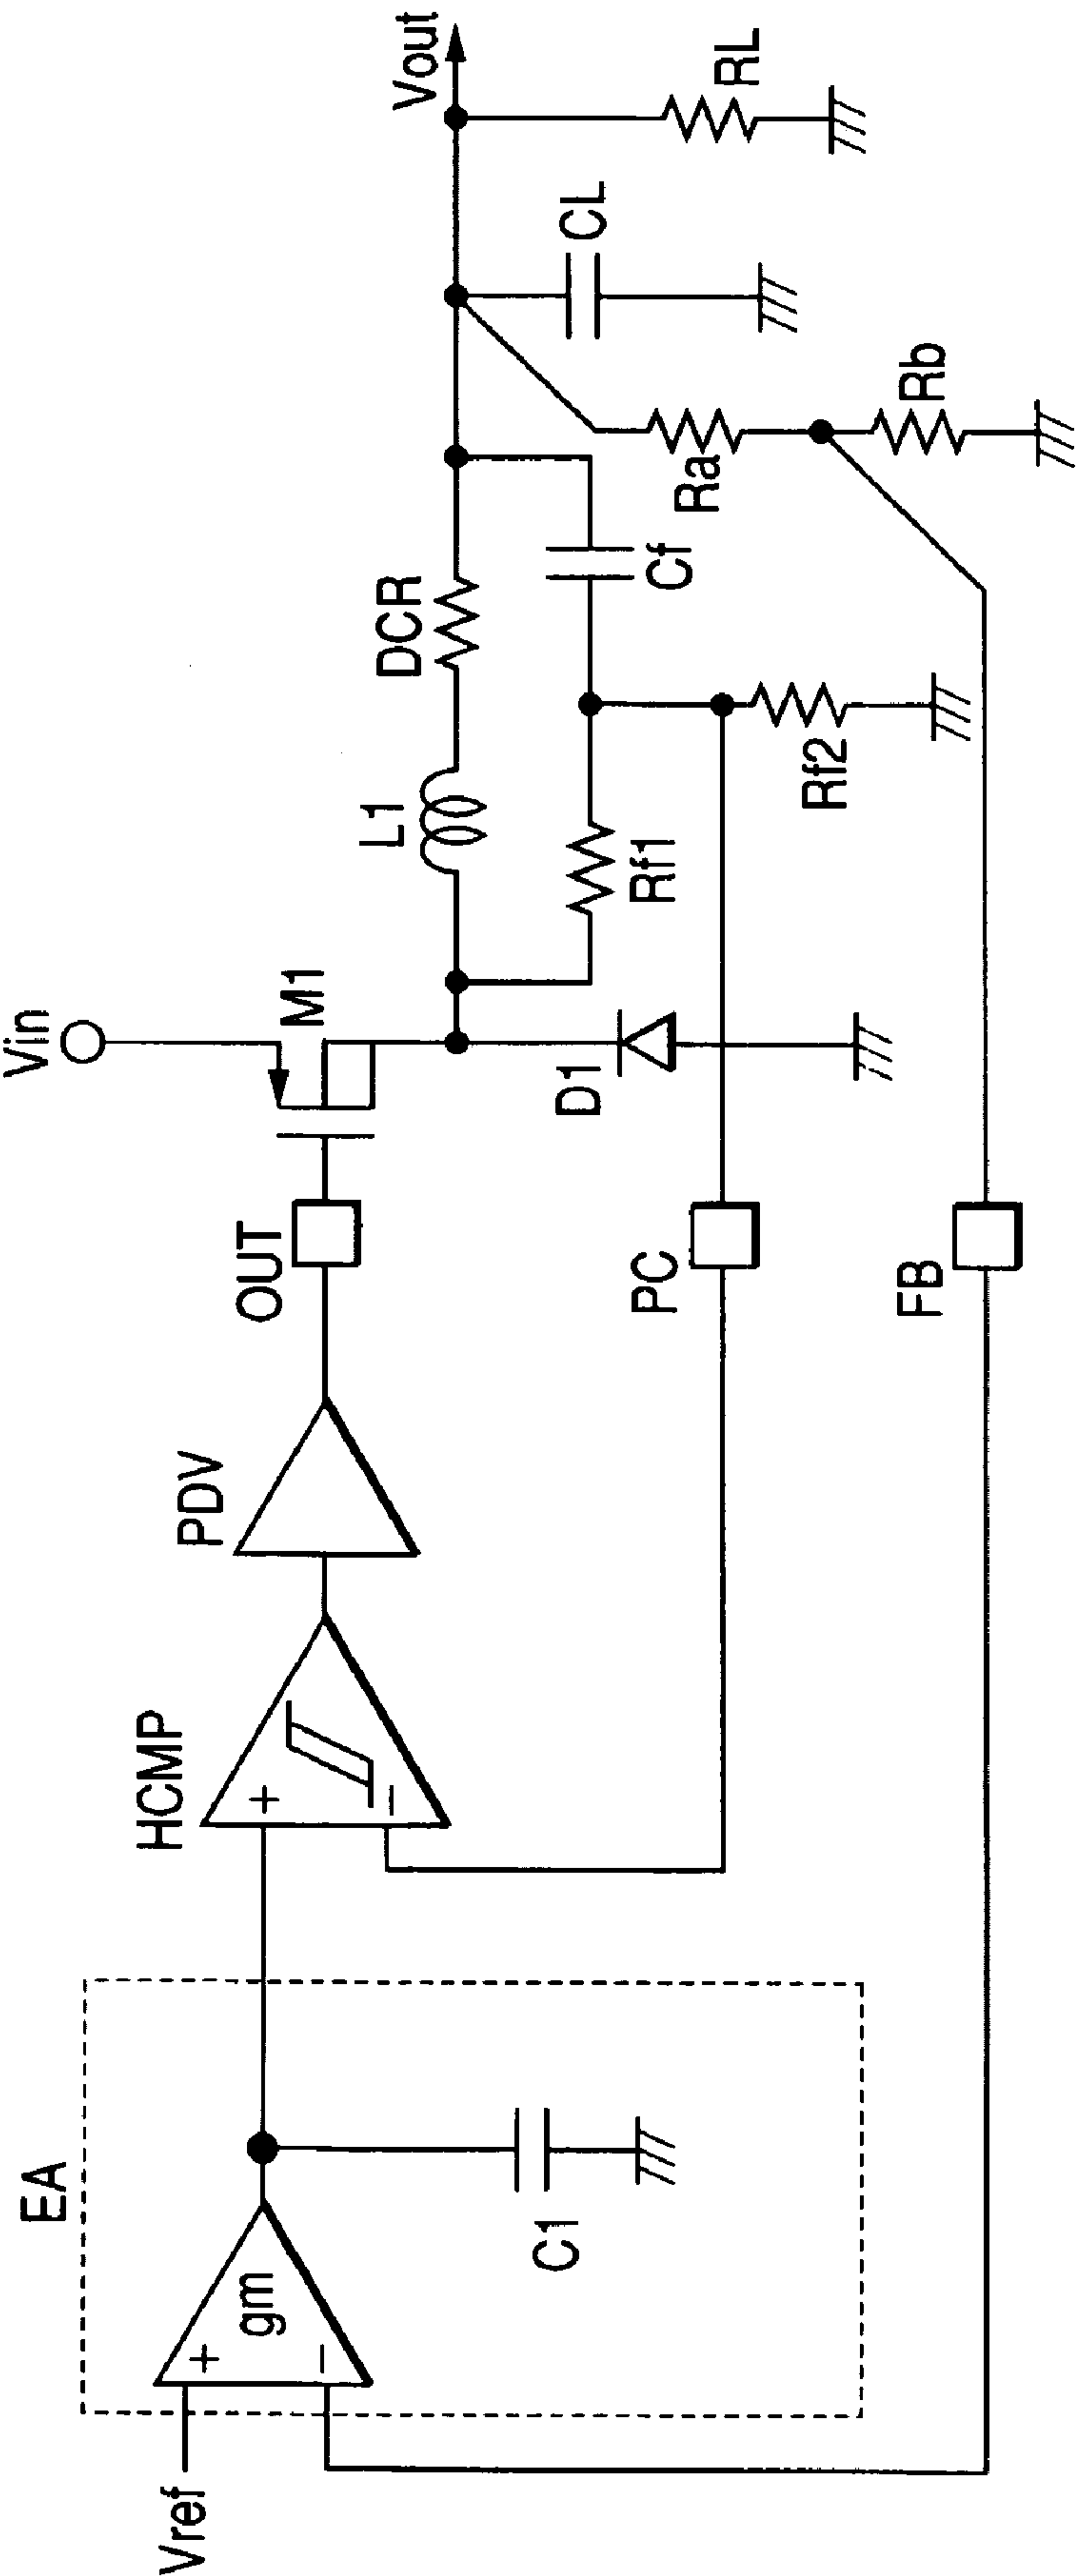 Vin
EA
HCMP
PDV
OUT
M1
L1
DCR
Vout
Vref
+
−
gm
+
−
C1
D1
Rf1
Cf
CL
RL
PC
Rf2
Ra
Rb
FB